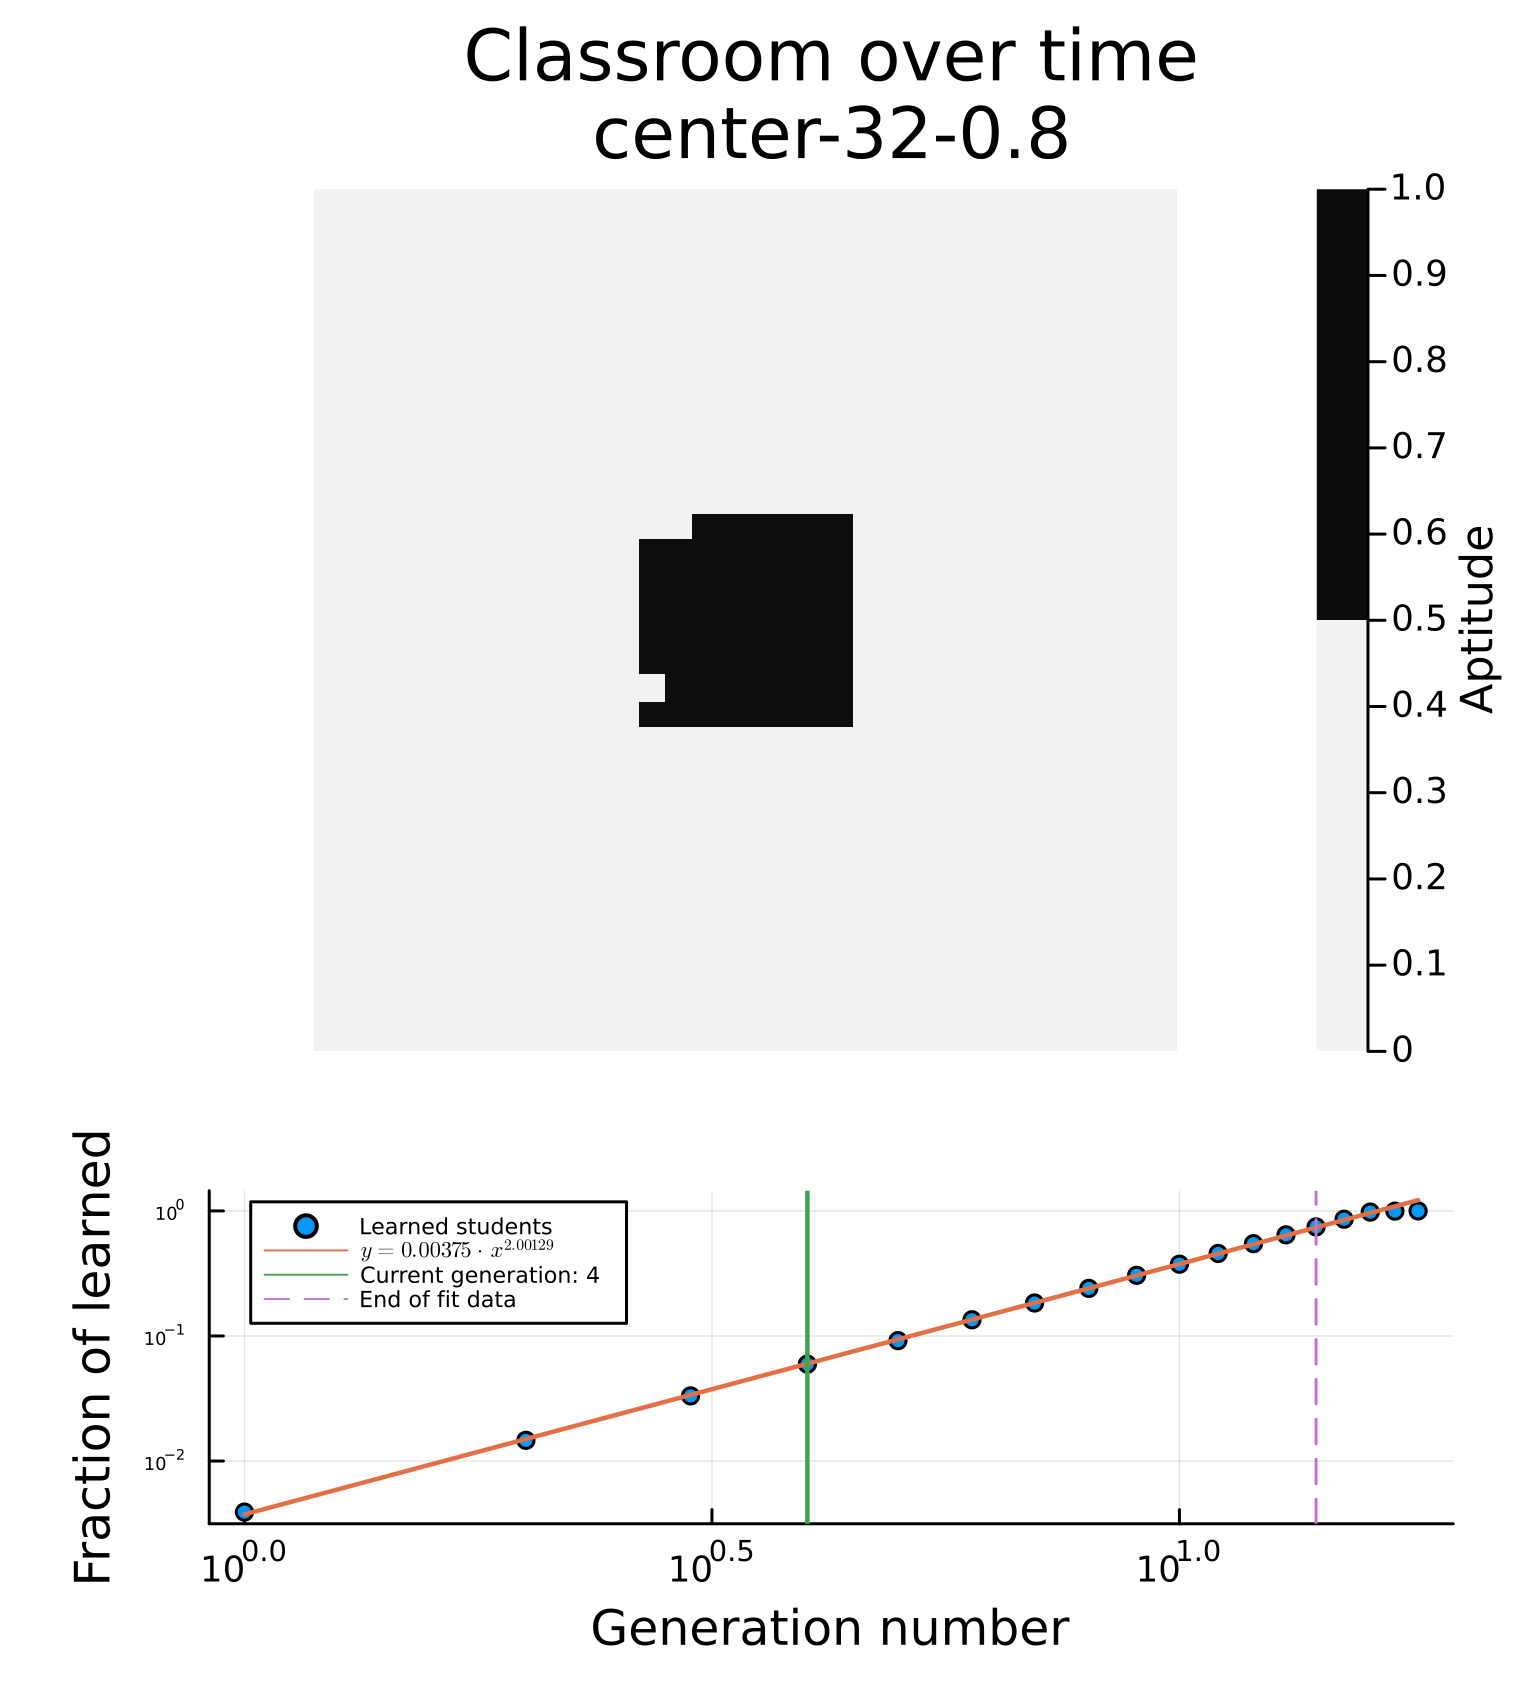 Classroom over time
center-32-0.8
1.0
0.9
0.8
0.7
0.6
0.5
0.4
0.3
0.2
0.1
0
Aptitude
Fraction of learned
10⁰
10⁻¹
10⁻²
Learned students
y = 0.00375 · x^2.00129
Current generation: 4
End of fit data
10^0.0
10^0.5
10^1.0
Generation number